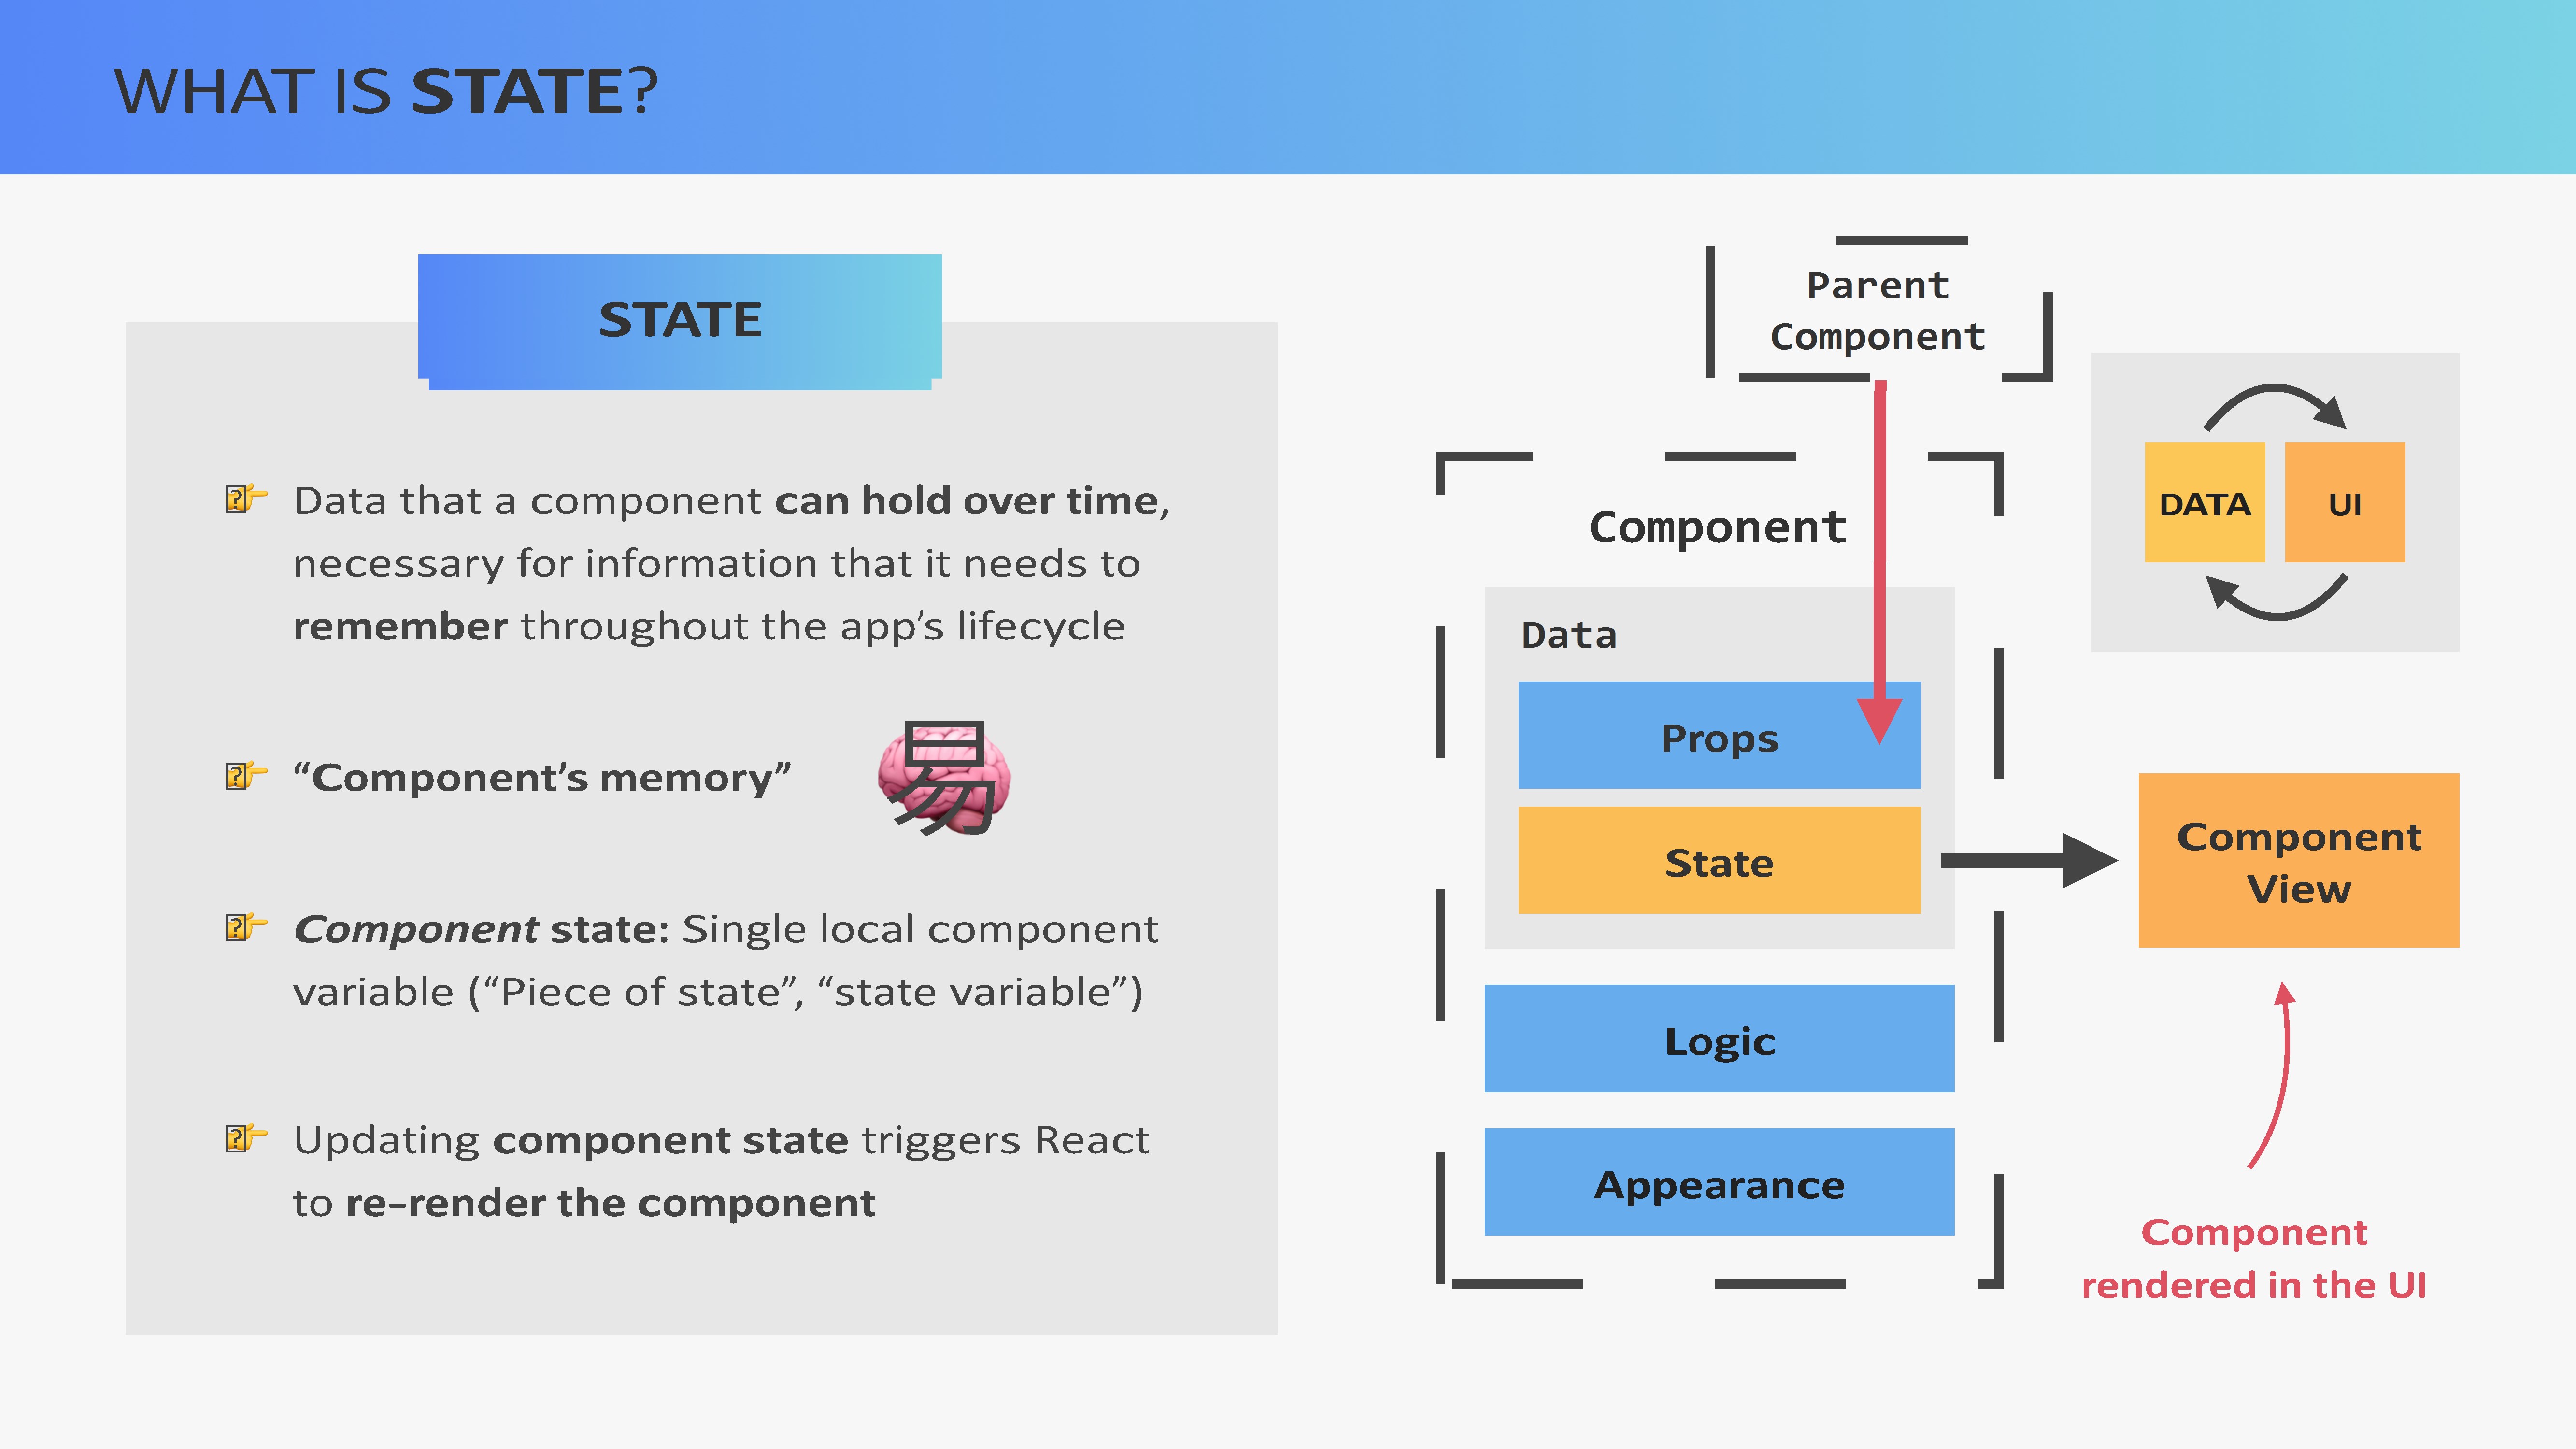 WHAT IS STATE?
STATE
👉 Data that a component can hold over time,
necessary for information that it needs to
remember throughout the app’s lifecycle
👉 “Component’s memory” 易
👉 Component state: Single local component
variable (“Piece of state”, “state variable”)
👉 Updating component state triggers React
to re-render the component
Parent
Component
Component
Data
Props
State
Logic
Appearance
DATA
UI
Component
View
Component
rendered in the UI